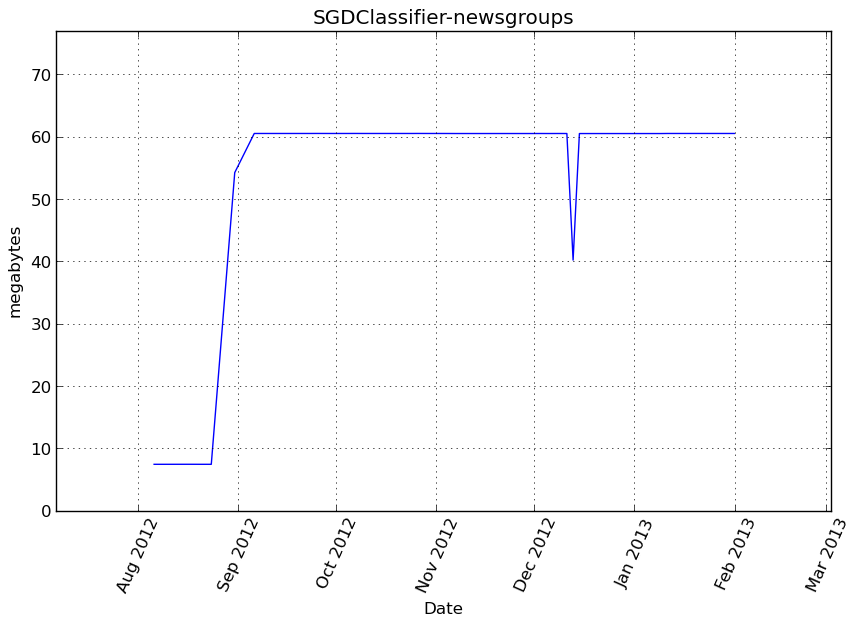 SGDClassifier-newsgroups
70
60
50
40
30
20
10
0
megabytes
Aug 2012
Sep 2012
Oct 2012
Nov 2012
Dec 2012
Jan 2013
Feb 2013
Mar 2013
Date